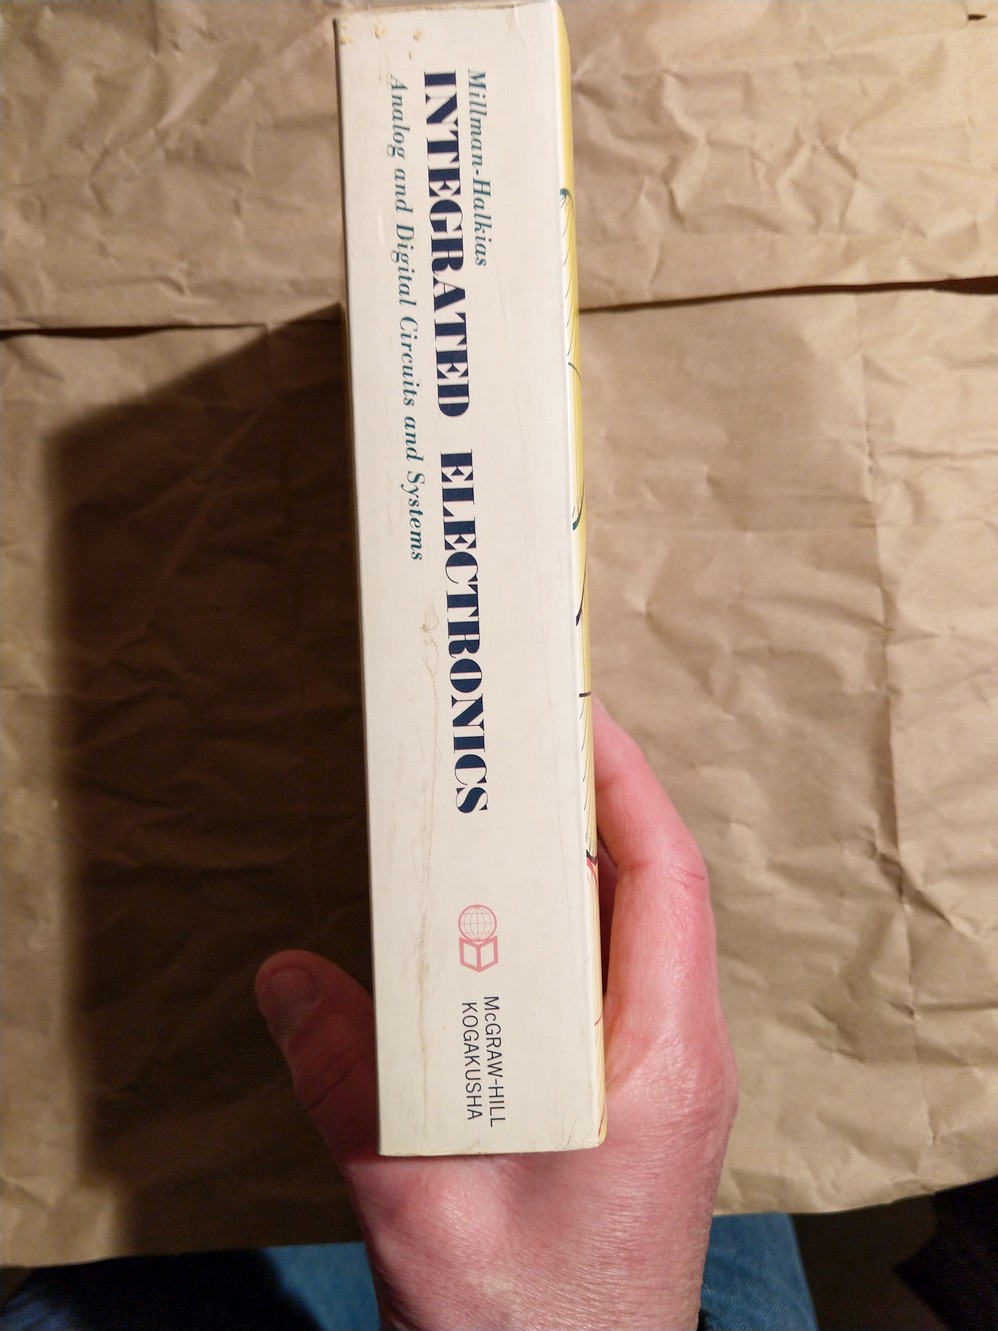 Millman-Halkias
INTEGRATED ELECTRONICS
Analog and Digital Circuits and Systems
McGRAW-HILL
KOGAKUSHA